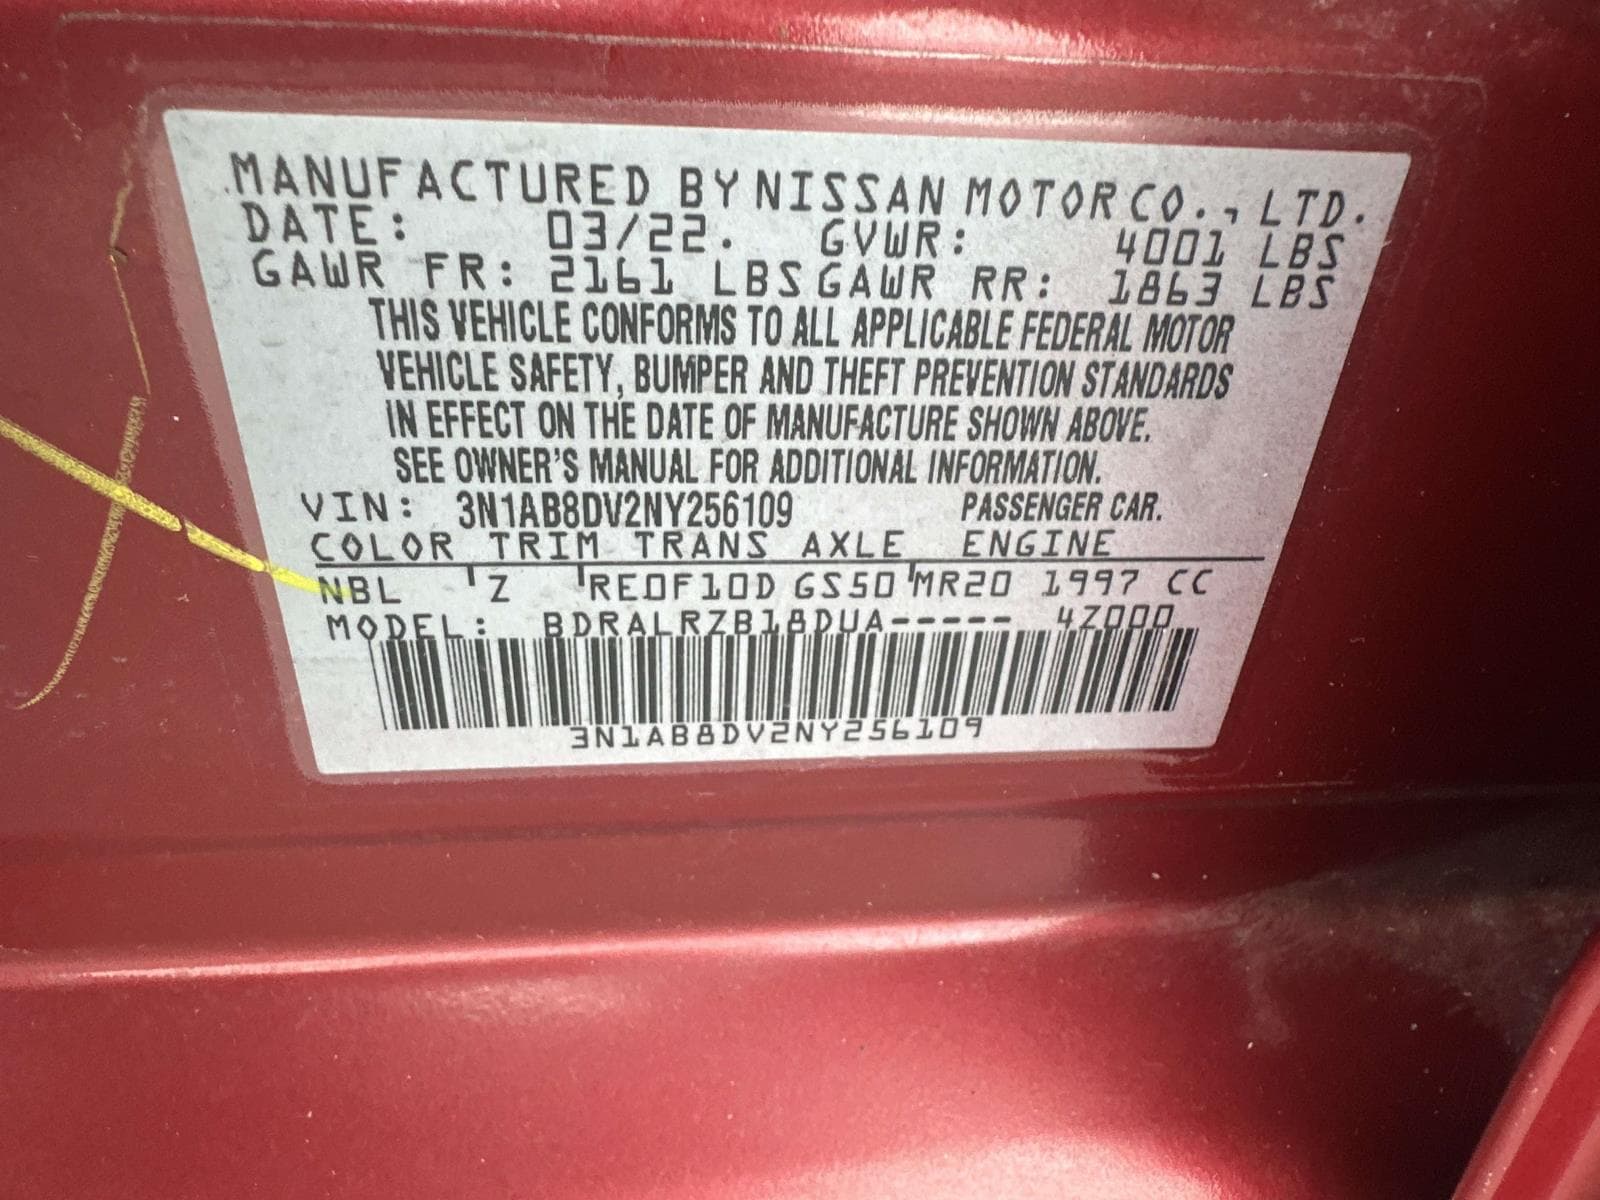 MANUFACTURED BY NISSAN MOTOR CO., LTD.
DATE: 03/22. GVWR: 4001 LBS
GAWR FR: 2161 LBS GAWR RR: 1863 LBS
THIS VEHICLE CONFORMS TO ALL APPLICABLE FEDERAL MOTOR
VEHICLE SAFETY, BUMPER AND THEFT PREVENTION STANDARDS
IN EFFECT ON THE DATE OF MANUFACTURE SHOWN ABOVE.
SEE OWNER'S MANUAL FOR ADDITIONAL INFORMATION.
VIN: 3N1AB8DV2NY256109 PASSENGER CAR.
COLOR TRIM TRANS AXLE ENGINE
NBL Z RE0F10D GS50 MR20 1997 CC
MODEL: BDRALRZB18DUA----- 4Z000
3N1AB8DV2NY256109